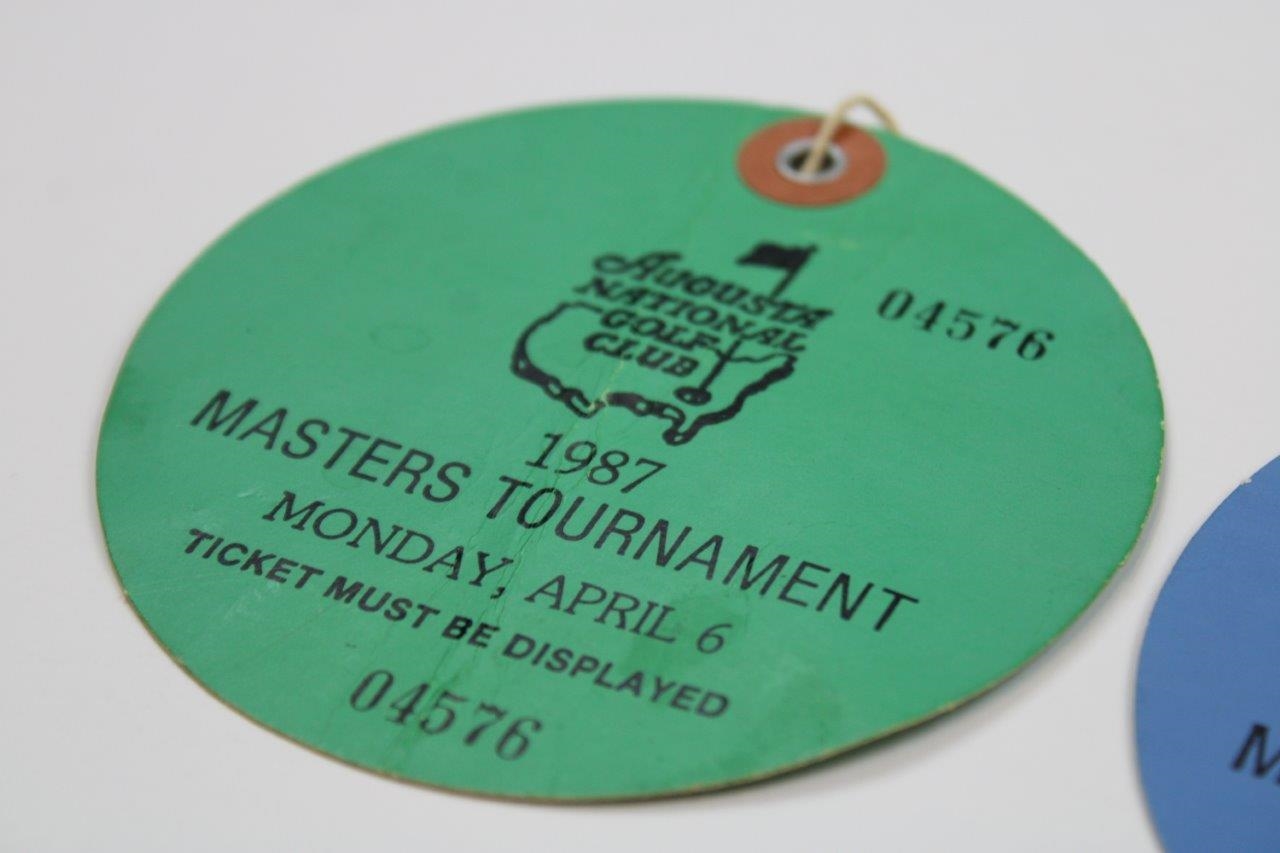 AUGUSTA
NATIONAL
GOLF
CLUB
04576
1987
MASTERS TOURNAMENT
MONDAY, APRIL 6
TICKET MUST BE DISPLAYED
04576